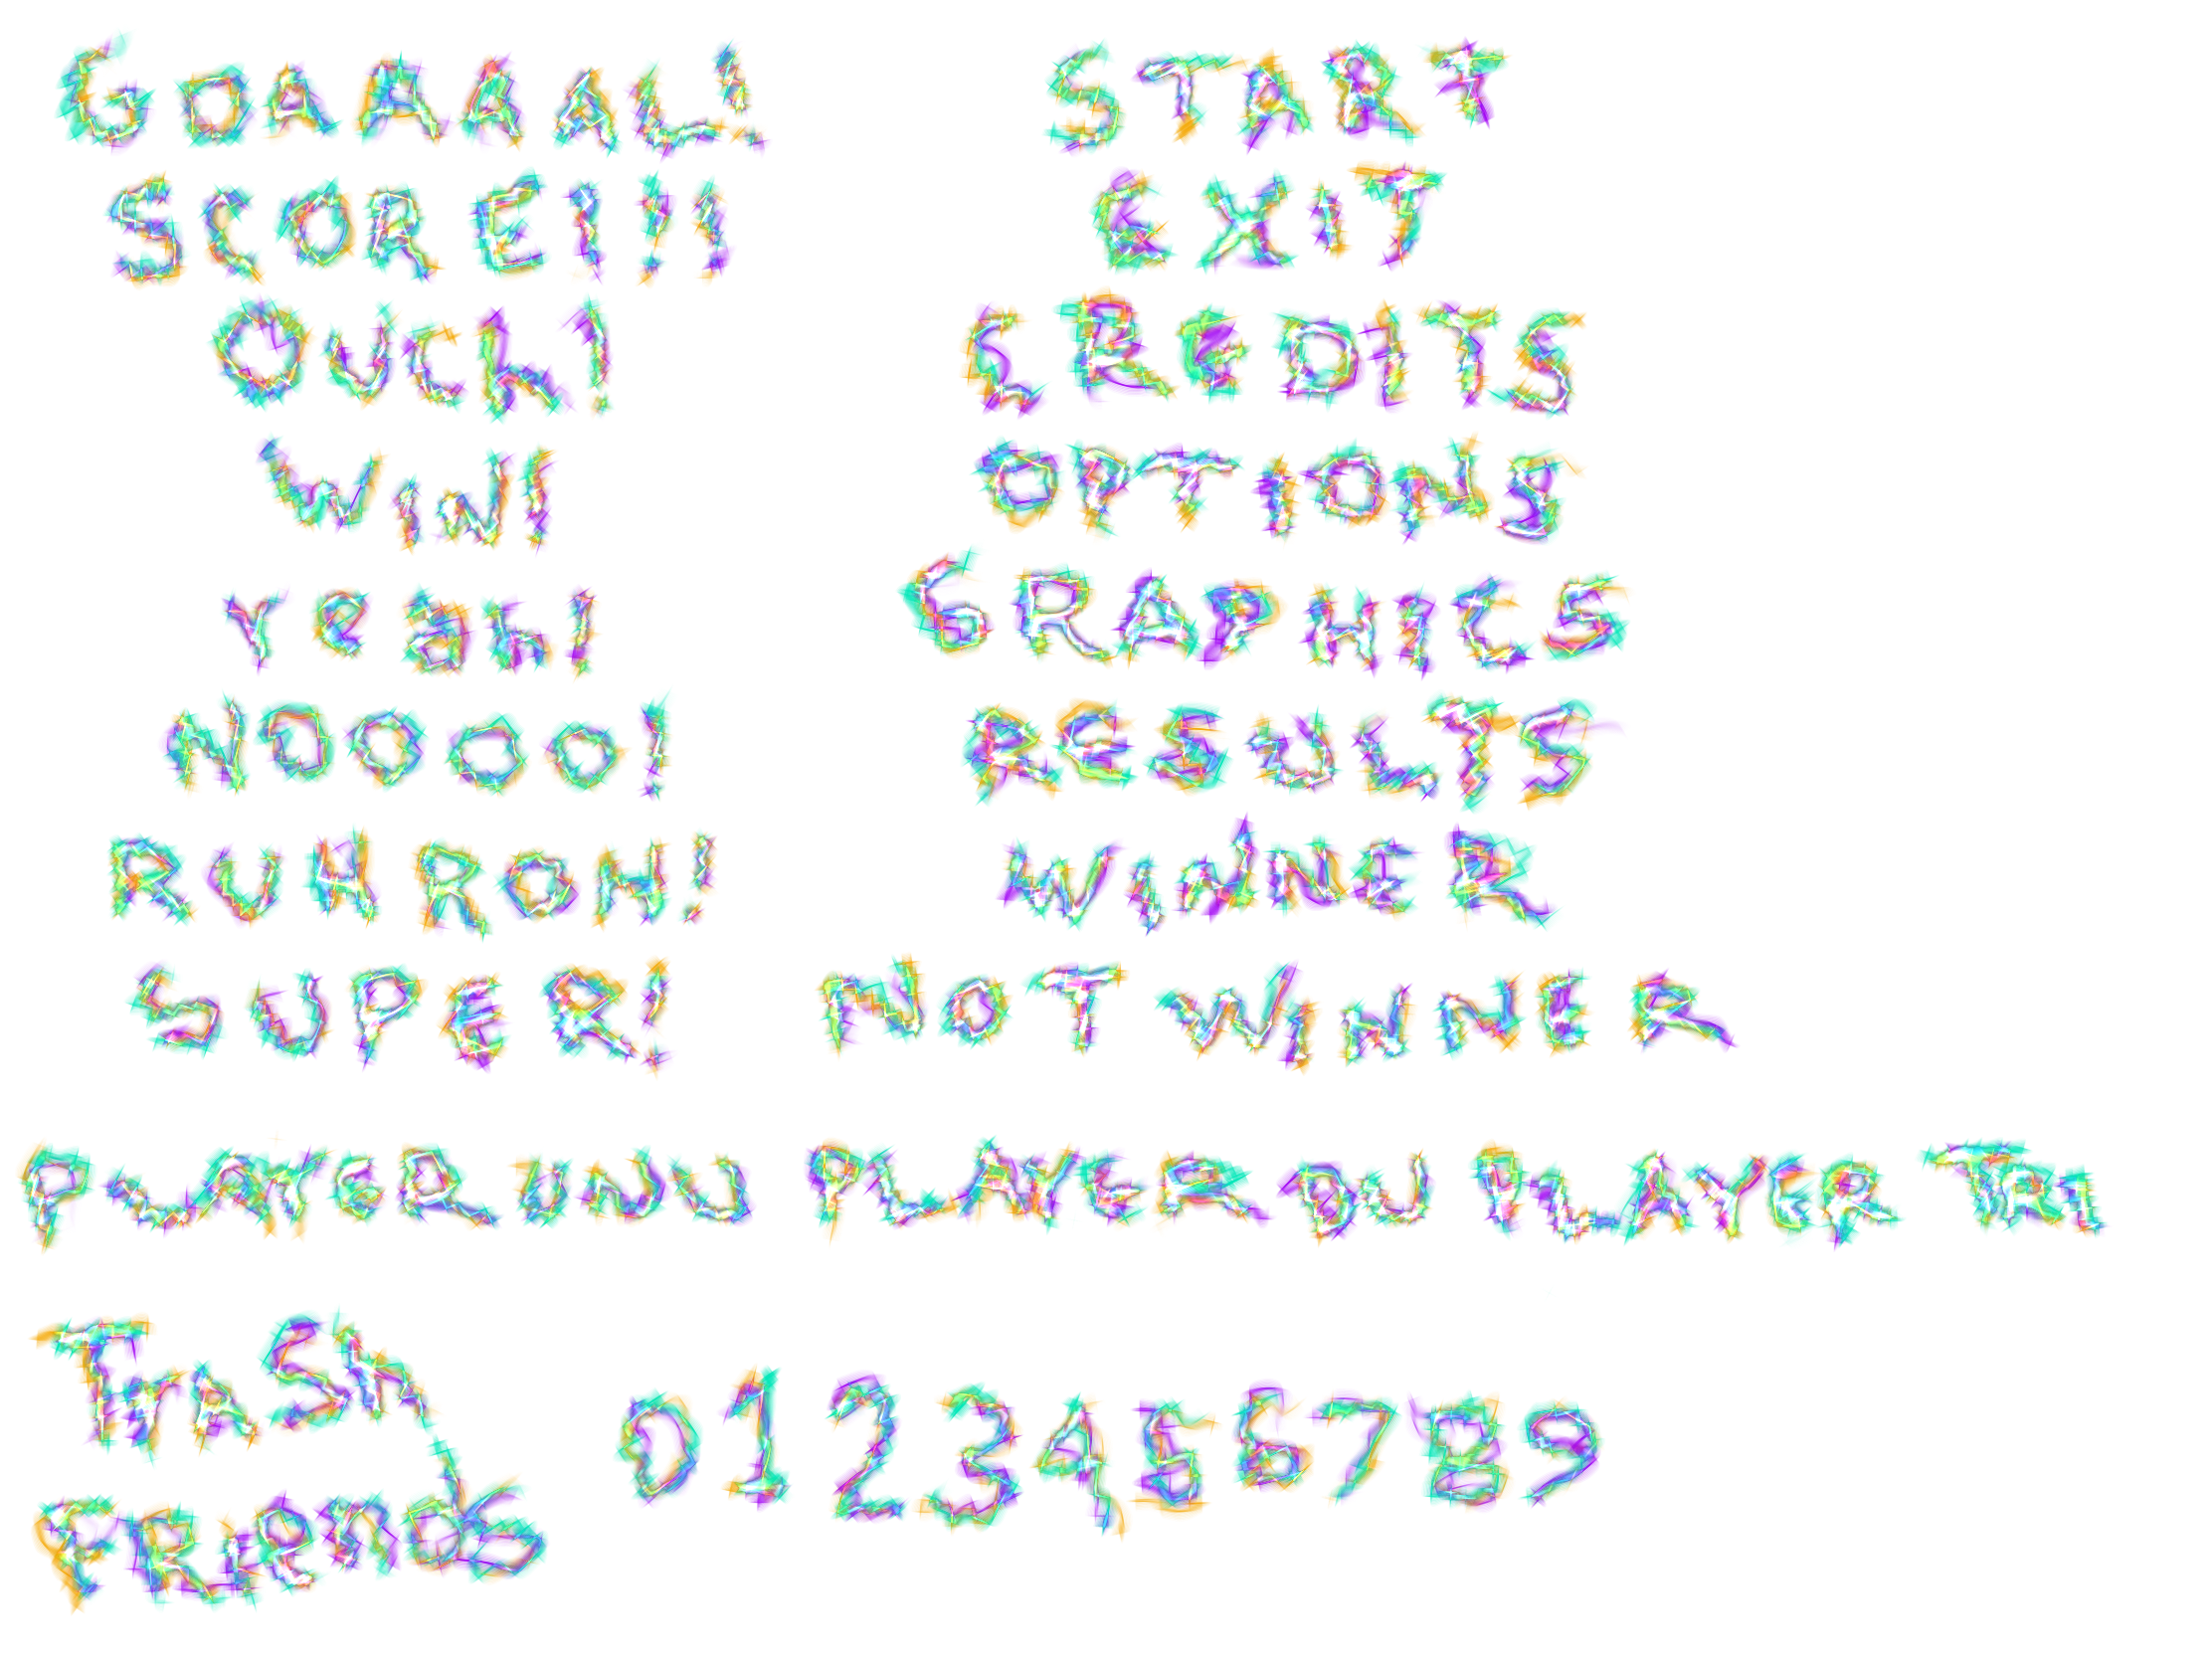 GOAAAAL!
START
SCORE!!!
EXIT
OUCh!
CREDITS
WIN!
OPTIONS
Yeah!
GRAPHICS
NOOOO!
RESULTS
RUH ROH!
WINNER
SUPER!
NOT WINNER
PLAYER UNU PLAYER DU PLAYER TRI
TraSh
FRIends
0123456789